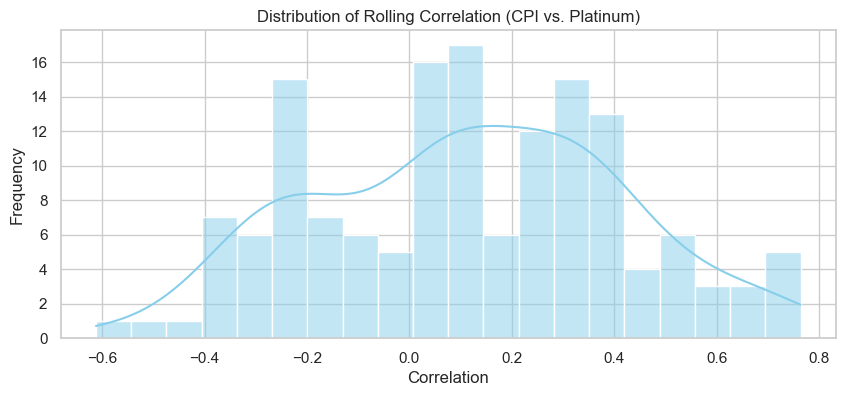 Distribution of Rolling Correlation (CPI vs. Platinum)
Frequency
16
14
12
10
8
6
4
2
0
−0.6 −0.4 −0.2 0.0 0.2 0.4 0.6 0.8
Correlation